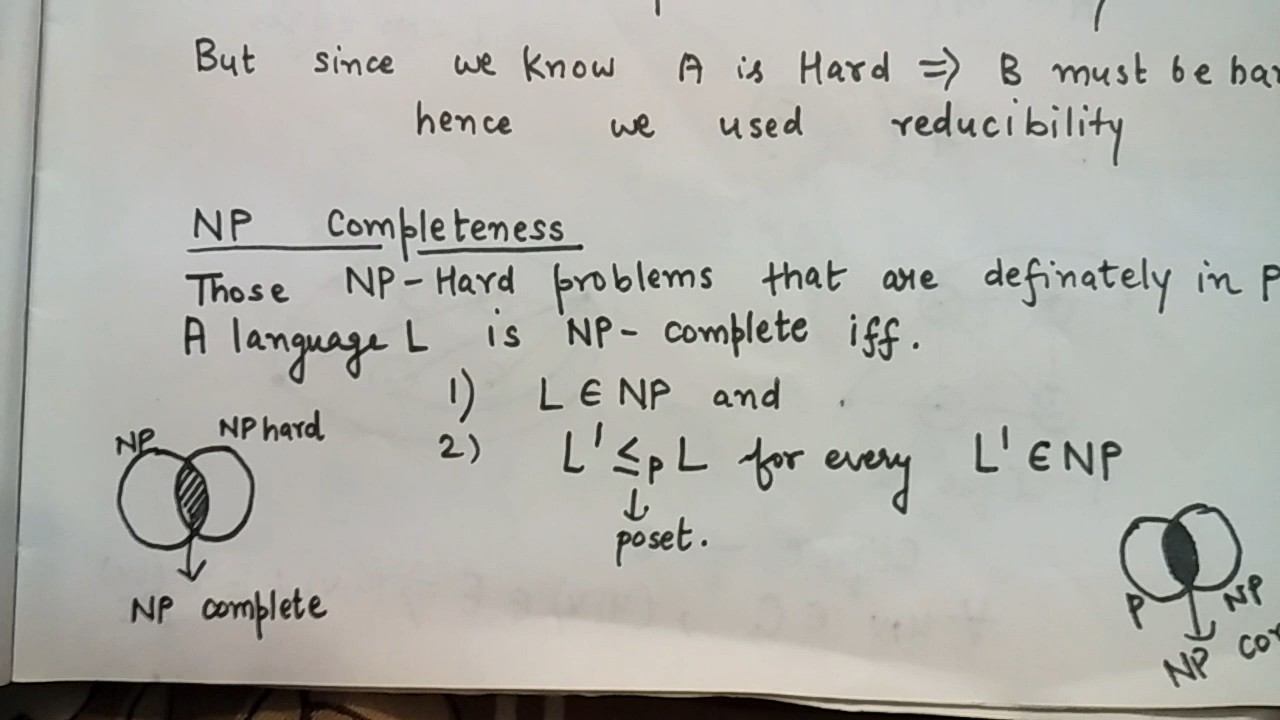 But since we know A is Hard => B must be har
hence we used reducibility
NP Completeness
Those NP-Hard problems that are definately in P
A language L is NP- complete iff.
1) L ∈ NP and
2) L' ≤p L for every L' ∈ NP
↓
poset.
NP NP hard
NP complete
P NP
NP co